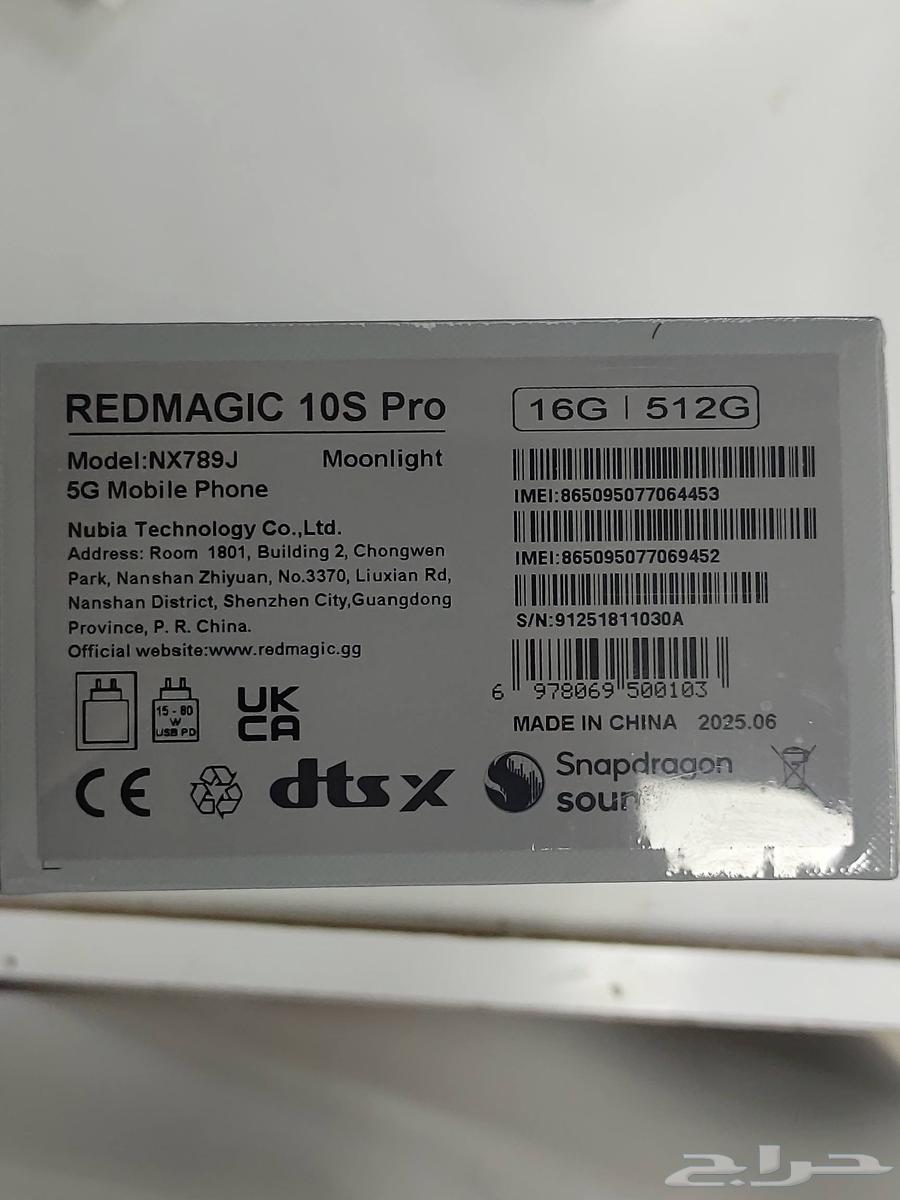 REDMAGIC 10S Pro
16G | 512G
Model:NX789J Moonlight
5G Mobile Phone
Nubia Technology Co.,Ltd.
Address: Room 1801, Building 2, Chongwen
Park, Nanshan Zhiyuan, No.3370, Liuxian Rd,
Nanshan District, Shenzhen City,Guangdong
Province, P. R. China.
Official website:www.redmagic.gg
IMEI:865095077064453
IMEI:865095077069452
S/N:91251811030A
6 978069 500103
MADE IN CHINA 2025.06
15 - 80
W
USB PD
UK
CA
CE
dts X
Snapdragon
sound
حراج